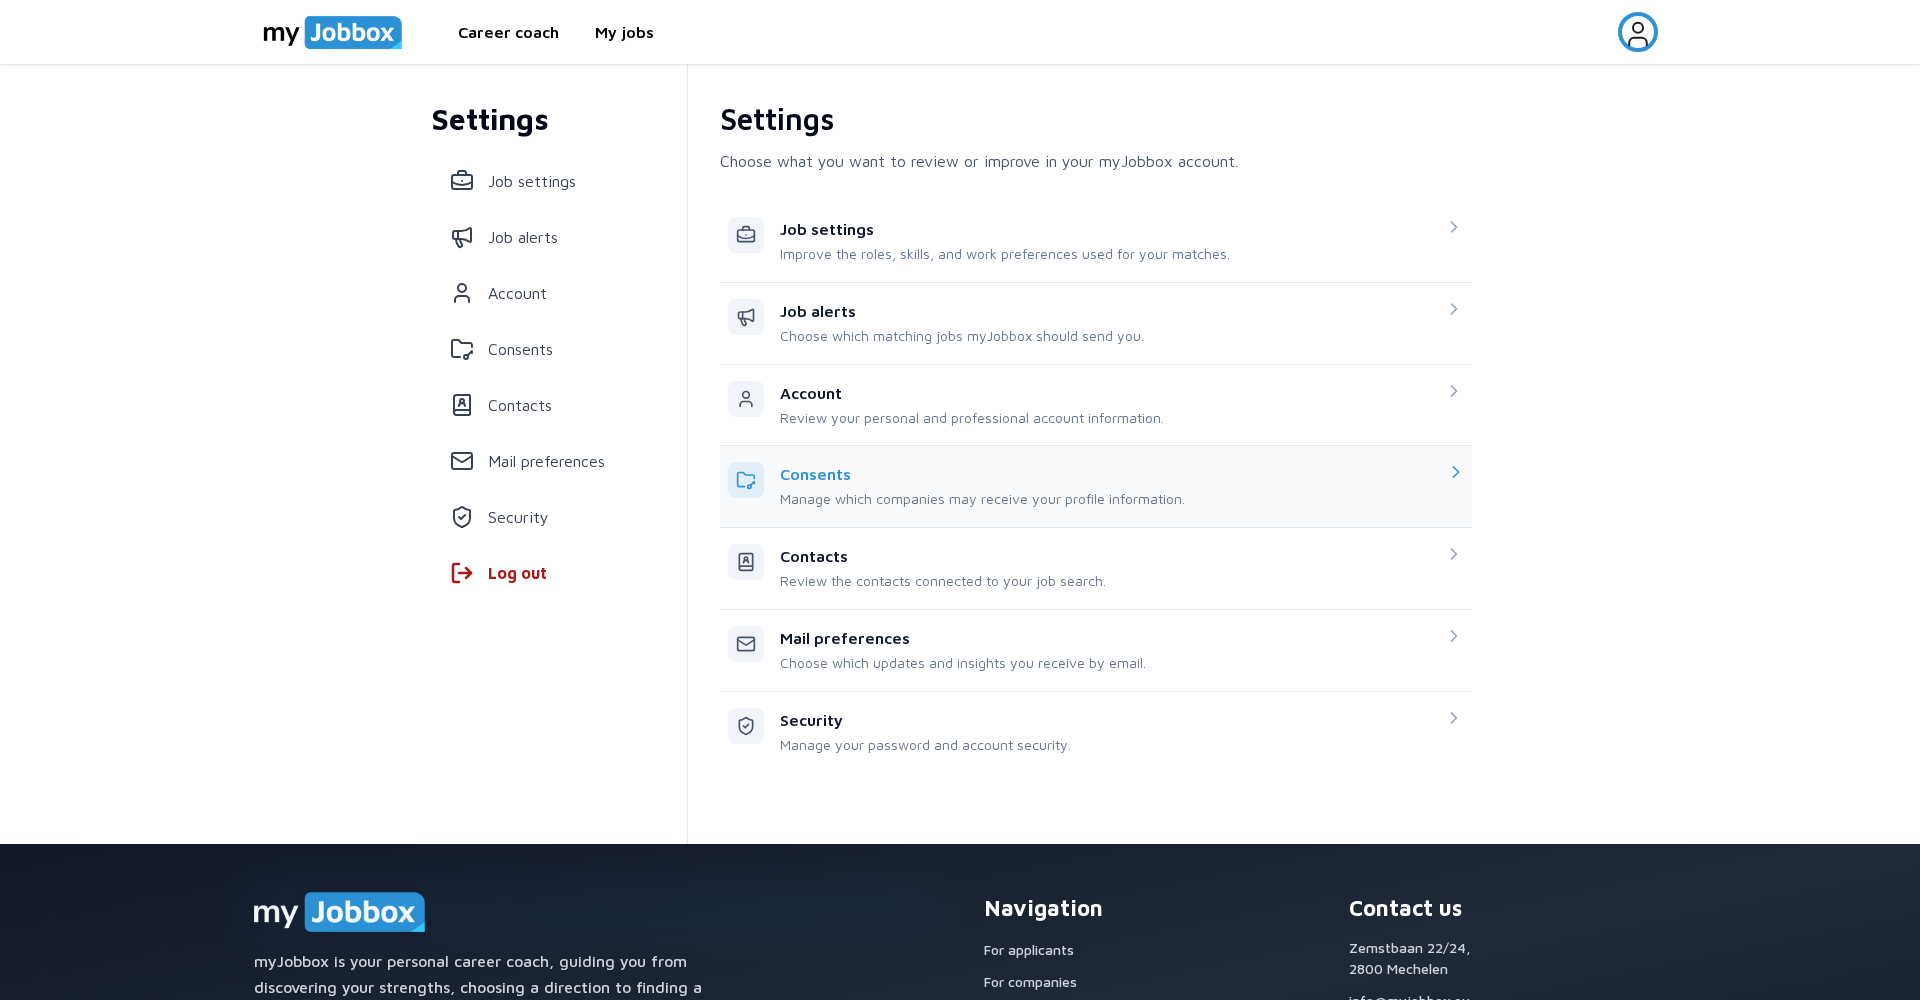 my Jobbox
Career coach
My jobs
Settings
Job settings
Job alerts
Account
Consents
Contacts
Mail preferences
Security
Log out
Settings
Choose what you want to review or improve in your myJobbox account.
Job settings
Improve the roles, skills, and work preferences used for your matches.
Job alerts
Choose which matching jobs myJobbox should send you.
Account
Review your personal and professional account information.
Consents
Manage which companies may receive your profile information.
Contacts
Review the contacts connected to your job search.
Mail preferences
Choose which updates and insights you receive by email.
Security
Manage your password and account security.
my Jobbox
myJobbox is your personal career coach, guiding you from
discovering your strengths, choosing a direction to finding a
Navigation
For applicants
For companies
Contact us
Zemstbaan 22/24,
2800 Mechelen